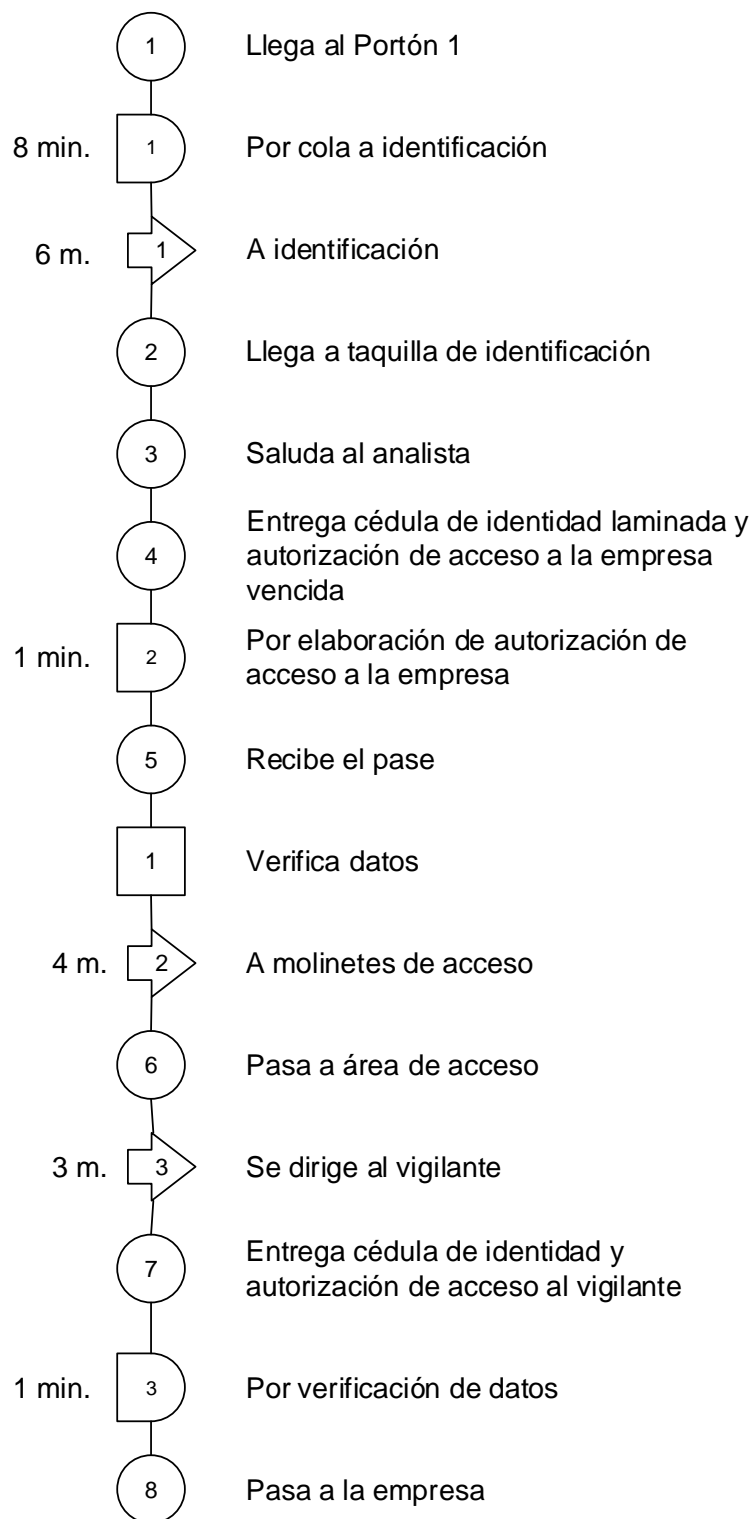 1 Llega al Portón 1
8 min. 1 Por cola a identificación
6 m. 1 A identificación
2 Llega a taquilla de identificación
3 Saluda al analista
Entrega cédula de identidad laminada y
4 autorización de acceso a la empresa
vencida
Por elaboración de autorización de
1 min. 2 acceso a la empresa
5 Recibe el pase
1 Verifica datos
4 m. 2 A molinetes de acceso
6 Pasa a área de acceso
3 m. 3 Se dirige al vigilante
Entrega cédula de identidad y
7 autorización de acceso al vigilante
1 min. 3 Por verificación de datos
8 Pasa a la empresa